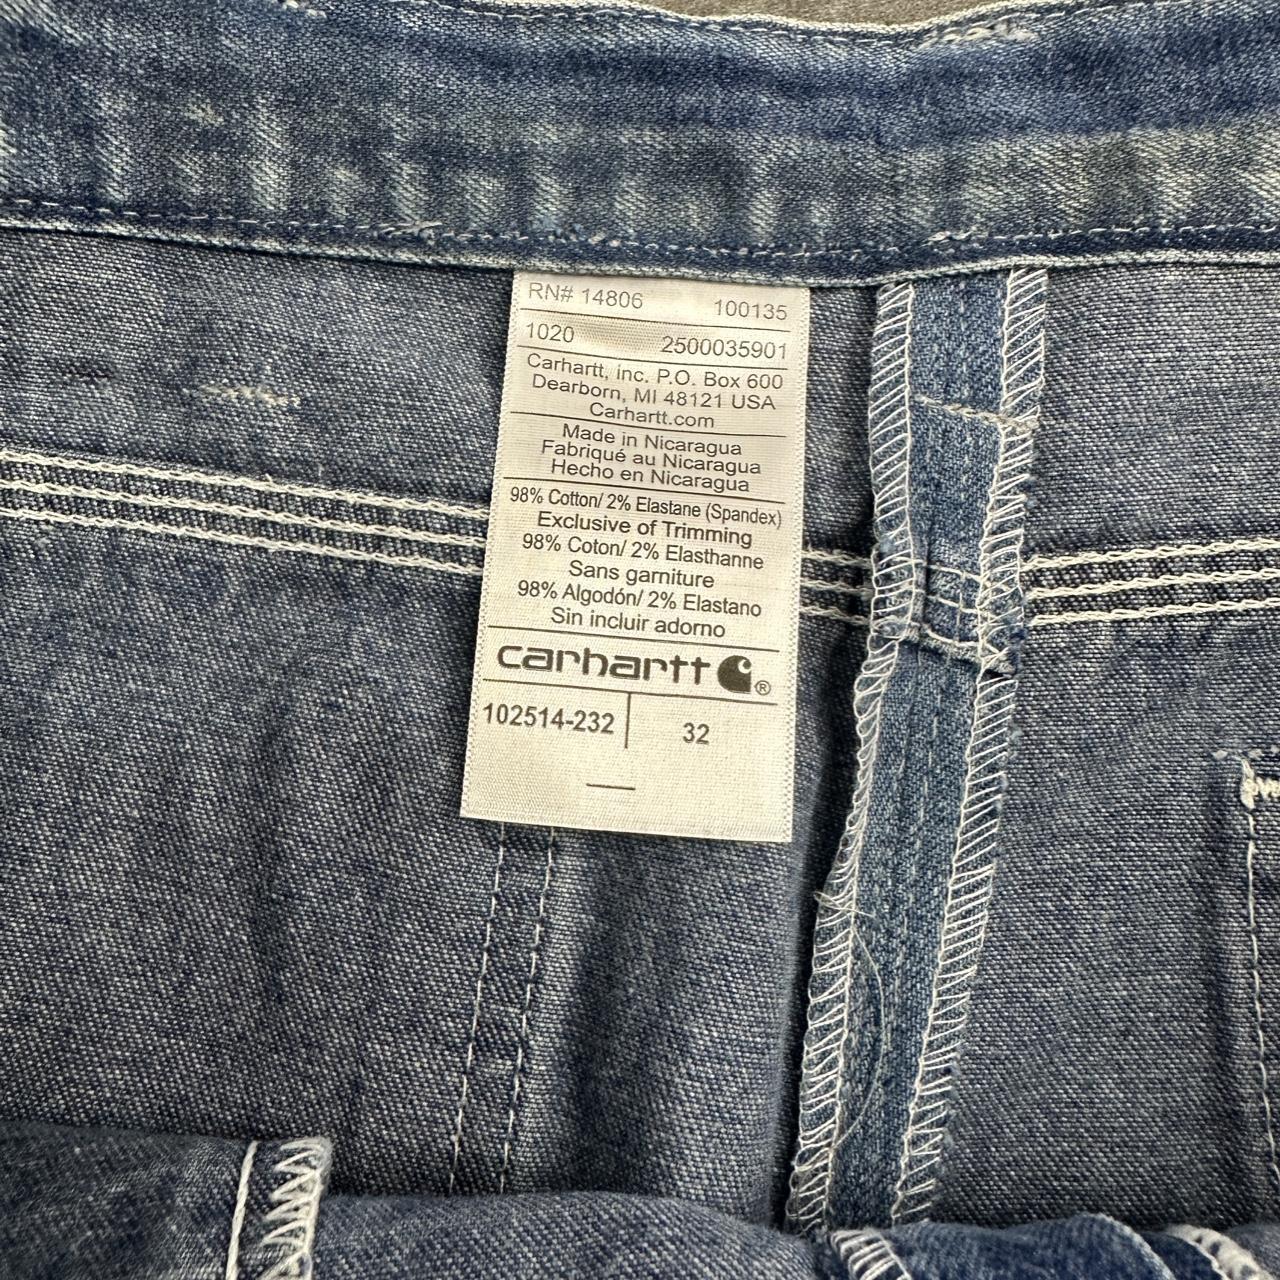 RN# 14806 100135
1020 2500035901
Carhartt, inc. P.O. Box 600
Dearborn, MI 48121 USA
Carhartt.com
Made in Nicaragua
Fabriqué au Nicaragua
Hecho en Nicaragua
98% Cotton/ 2% Elastane (Spandex)
Exclusive of Trimming
98% Coton/ 2% Elasthanne
Sans garniture
98% Algodón/ 2% Elastano
Sin incluir adorno
carhartt ®
102514-232 32